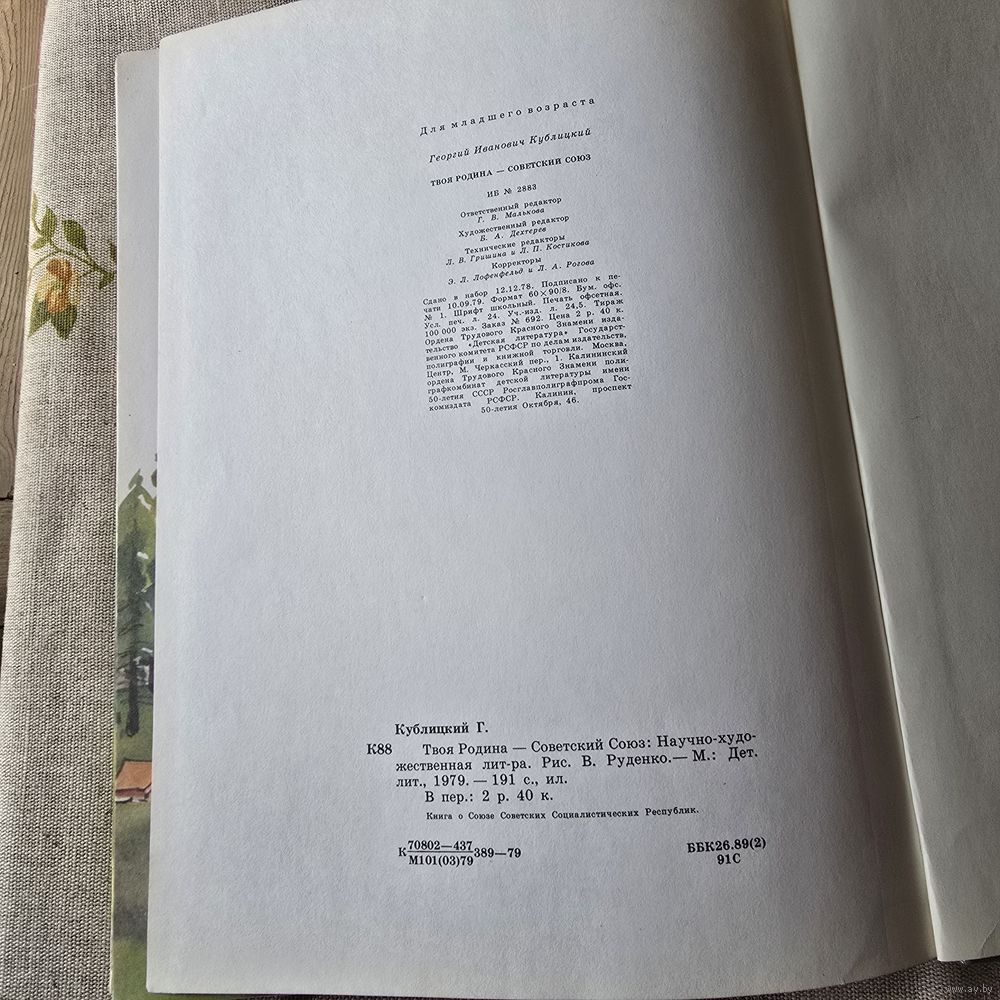 Для младшего возраста
Георгий Иванович Кублицкий
ТВОЯ РОДИНА — СОВЕТСКИЙ СОЮЗ
ИБ № 2883
Ответственный редактор
Г. В. Малькова
Художественный редактор
Б. А. Дехтерев
Технические редакторы
Л. В. Гришина и Л. П. Костикова
Корректоры
Э. Л. Лофенфельд и Л. А. Рогова
Сдано в набор 12.12.78. Подписано к пе-
чати 10.09.79. Формат 60×90/8. Бум. офс.
№ 1. Шрифт школьный. Печать офсетная.
Усл. печ. л. 24. Уч.-изд. л. 24,5. Тираж
100 000 экз. Заказ № 692. Цена 2 р. 40 к.
Ордена Трудового Красного Знамени изда-
тельство «Детская литература» Государст-
венного комитета РСФСР по делам издательств,
полиграфии и книжной торговли. Москва,
Центр, М. Черкасский пер., 1. Калининский
ордена Трудового Красного Знамени поли-
графкомбинат детской литературы имени
50-летия СССР Росглавполиграфпрома Гос-
комиздата РСФСР. Калинин, проспект
50-летия Октября, 46.
Кублицкий Г.
К88 Твоя Родина — Советский Союз: Научно-худо-
жественная лит-ра. Рис. В. Руденко.— М.: Дет.
лит., 1979. — 191 с., ил.
В пер.: 2 р. 40 к.
Книга о Союзе Советских Социалистических Республик.
К 70802—437
М101(03)79 389—79
ББК26.89(2)
91С
www.ay.by